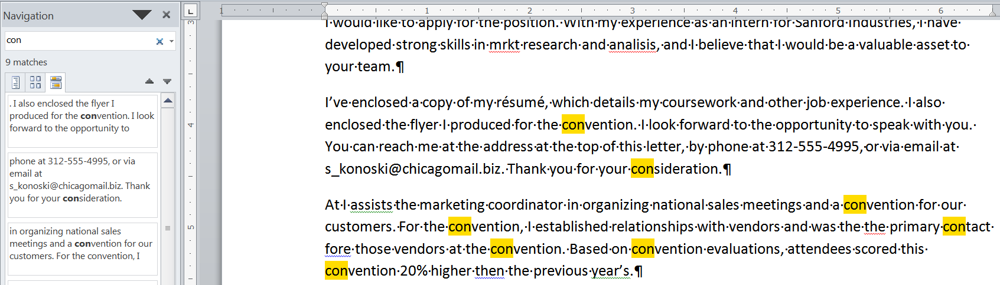 Navigation
con
9 matches
. I also enclosed the flyer I
produced for the convention. I look
forward to the opportunity to
phone at 312-555-4995, or via
email at
s_konoski@chicagomail.biz. Thank
you for your consideration.
in organizing national sales
meetings and a convention for our
customers. For the convention, I
L
1 1 2 3 4 5 6
3
4
5
I·would·like·to·apply·for·the·position.·With·my·experience·as·an·intern·for·Sanford·Industries,·I·have·
developed·strong·skills·in·mrkt·research·and·analisis,·and·I·believe·that·I·would·be·a·valuable·asset·to·
your·team.¶
I’ve·enclosed·a·copy·of·my·résumé,·which·details·my·coursework·and·other·job·experience.·I·also·
enclosed·the·flyer·I·produced·for·the·convention.·I·look·forward·to·the·opportunity·to·speak·with·you.·
You·can·reach·me·at·the·address·at·the·top·of·this·letter,·by·phone·at·312-555-4995,·or·via·email·at·
s_konoski@chicagomail.biz.·Thank·you·for·your·consideration.¶
At·I·assists·the·marketing·coordinator·in·organizing·national·sales·meetings·and·a·convention·for·our·
customers.·For·the·convention,·I·established·relationships·with·vendors·and·was·the·the·primary·contact·
fore·those·vendors·at·the·convention.·Based·on·convention·evaluations,·attendees·scored·this·
convention·20%·higher·then·the·previous·year’s.¶